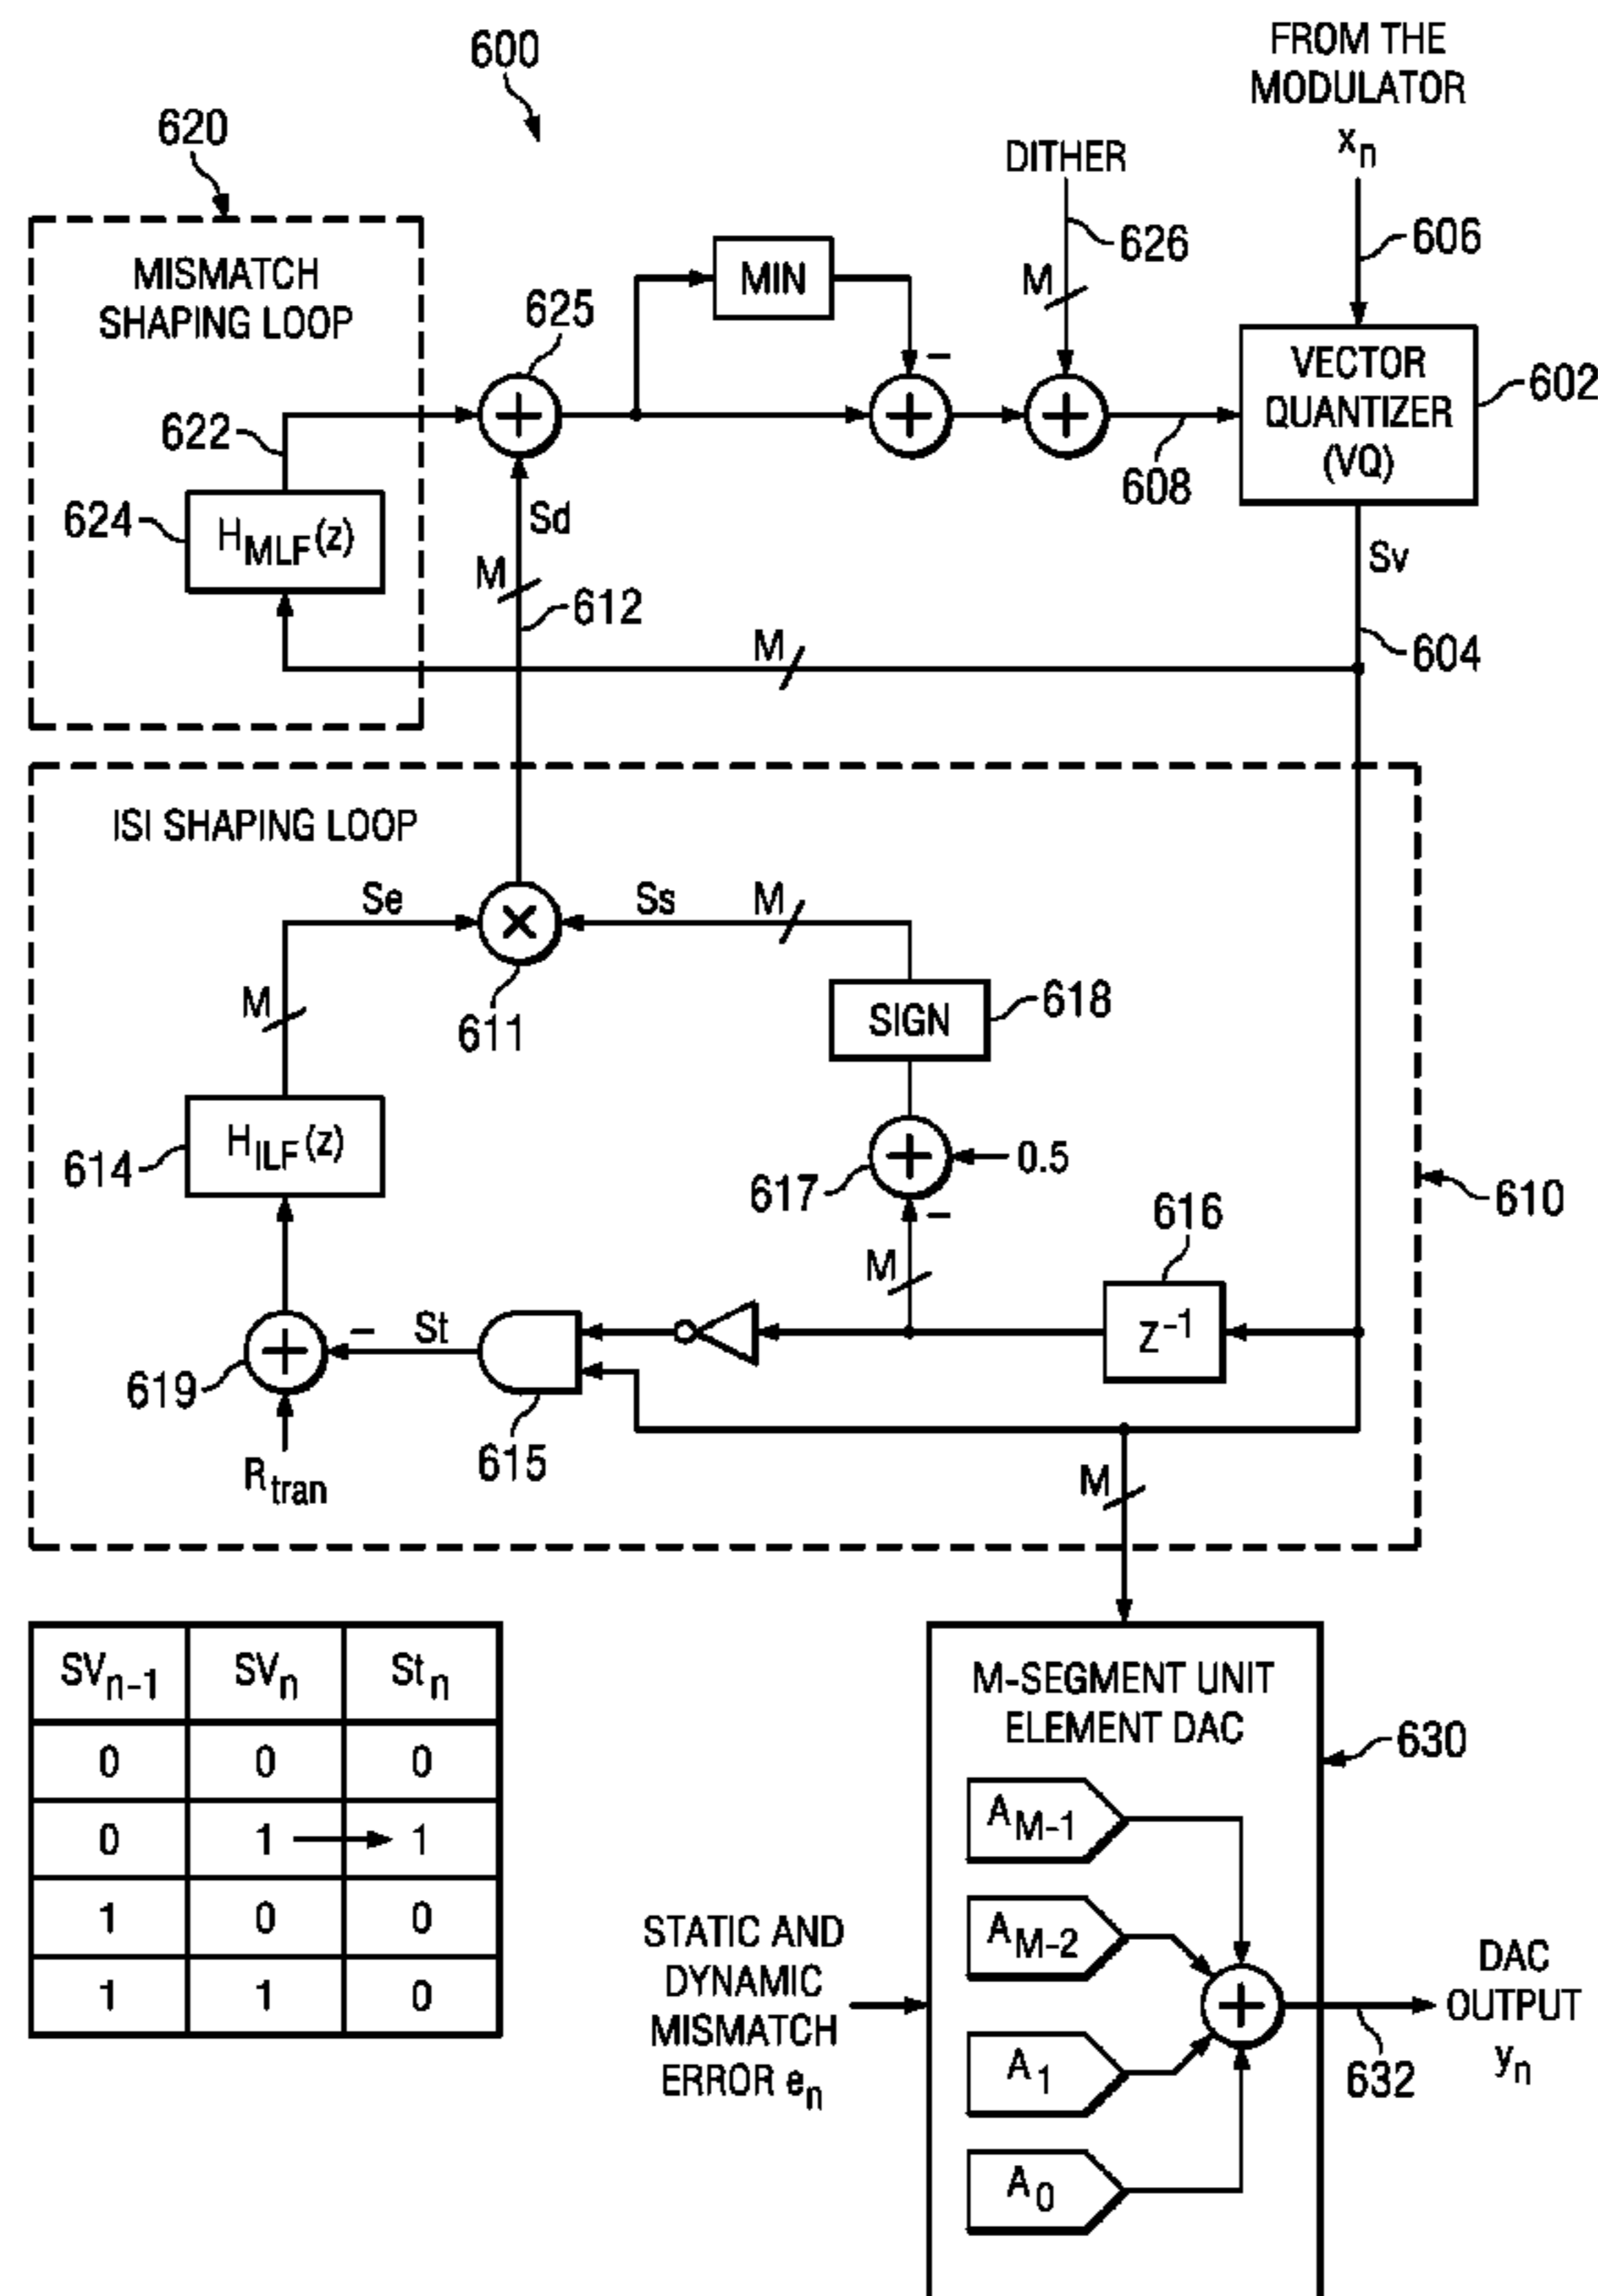 600
FROM THE
MODULATOR
xn
620
DITHER
626
606
MISMATCH
SHAPING LOOP
MIN
M
625
–
VECTOR
QUANTIZER
(VQ)
602
+
+
+
622
608
624
HMLF(z)
Sd
M
612
Sv
M
604
ISI SHAPING LOOP
Se
×
Ss
M
M
611
SIGN
618
614
HILF(z)
+
0.5
617
–
610
616
M
–
St
z-1
+
619
615
Rtran
M
SVn-1 SVn Stn
0 0 0
0 1 1
1 0 0
1 1 0
M-SEGMENT UNIT
ELEMENT DAC
630
AM-1
AM-2
STATIC AND
DYNAMIC
MISMATCH
ERROR en
+
DAC
OUTPUT
yn
632
A1
A0